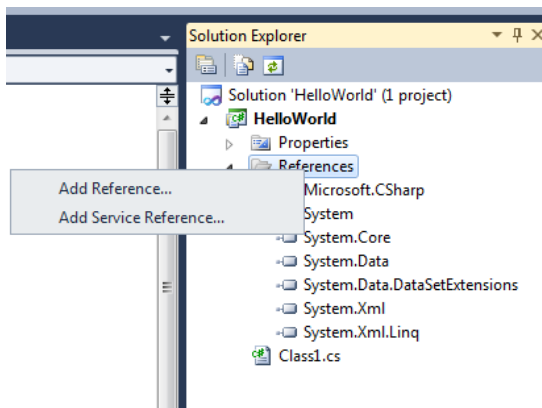 Solution Explorer
Solution 'HelloWorld' (1 project)
HelloWorld
Properties
References
Add Reference...
Add Service Reference...
Microsoft.CSharp
System
System.Core
System.Data
System.Data.DataSetExtensions
System.Xml
System.Xml.Linq
Class1.cs